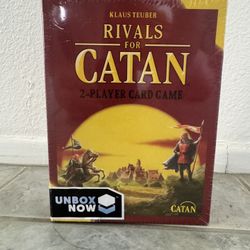 KLAUS TEUBER
RIVALS
FOR
CATAN
2-PLAYER CARD GAME
UNBOX
NOW
CATAN